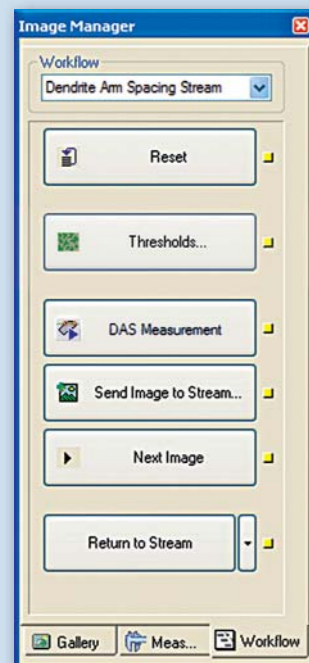 Image Manager
Workflow
Dendrite Arm Spacing Stream
Reset
Thresholds...
DAS Measurement
Send Image to Stream...
Next Image
Return to Stream
Gallery Meas... Workflow